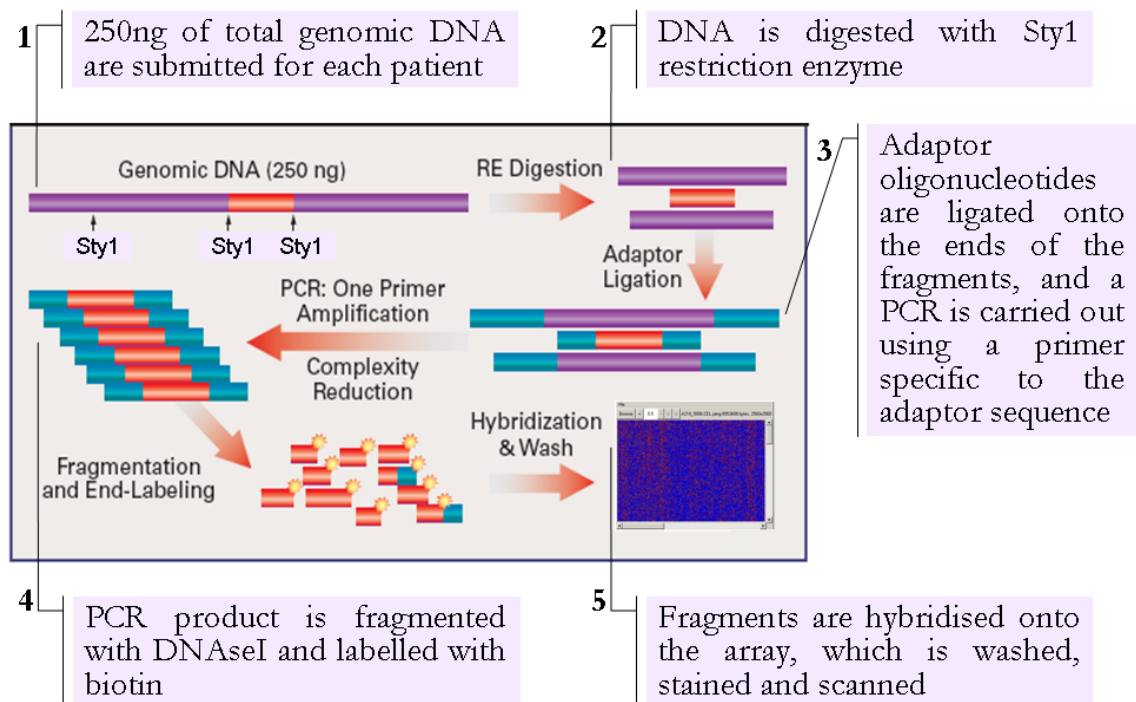 1
250ng of total genomic DNA
are submitted for each patient
2
DNA is digested with Sty1
restriction enzyme
3
Adaptor
oligonucleotides
are ligated onto
the ends of the
fragments, and a
PCR is carried out
using a primer
specific to the
adaptor sequence
Genomic DNA (250 ng)
RE Digestion
Sty1
Sty1
Sty1
Adaptor
Ligation
PCR: One Primer
Amplification
Complexity
Reduction
Fragmentation
and End-Labeling
Hybridization
& Wash
4
PCR product is fragmented
with DNAseI and labelled with
biotin
5
Fragments are hybridised onto
the array, which is washed,
stained and scanned